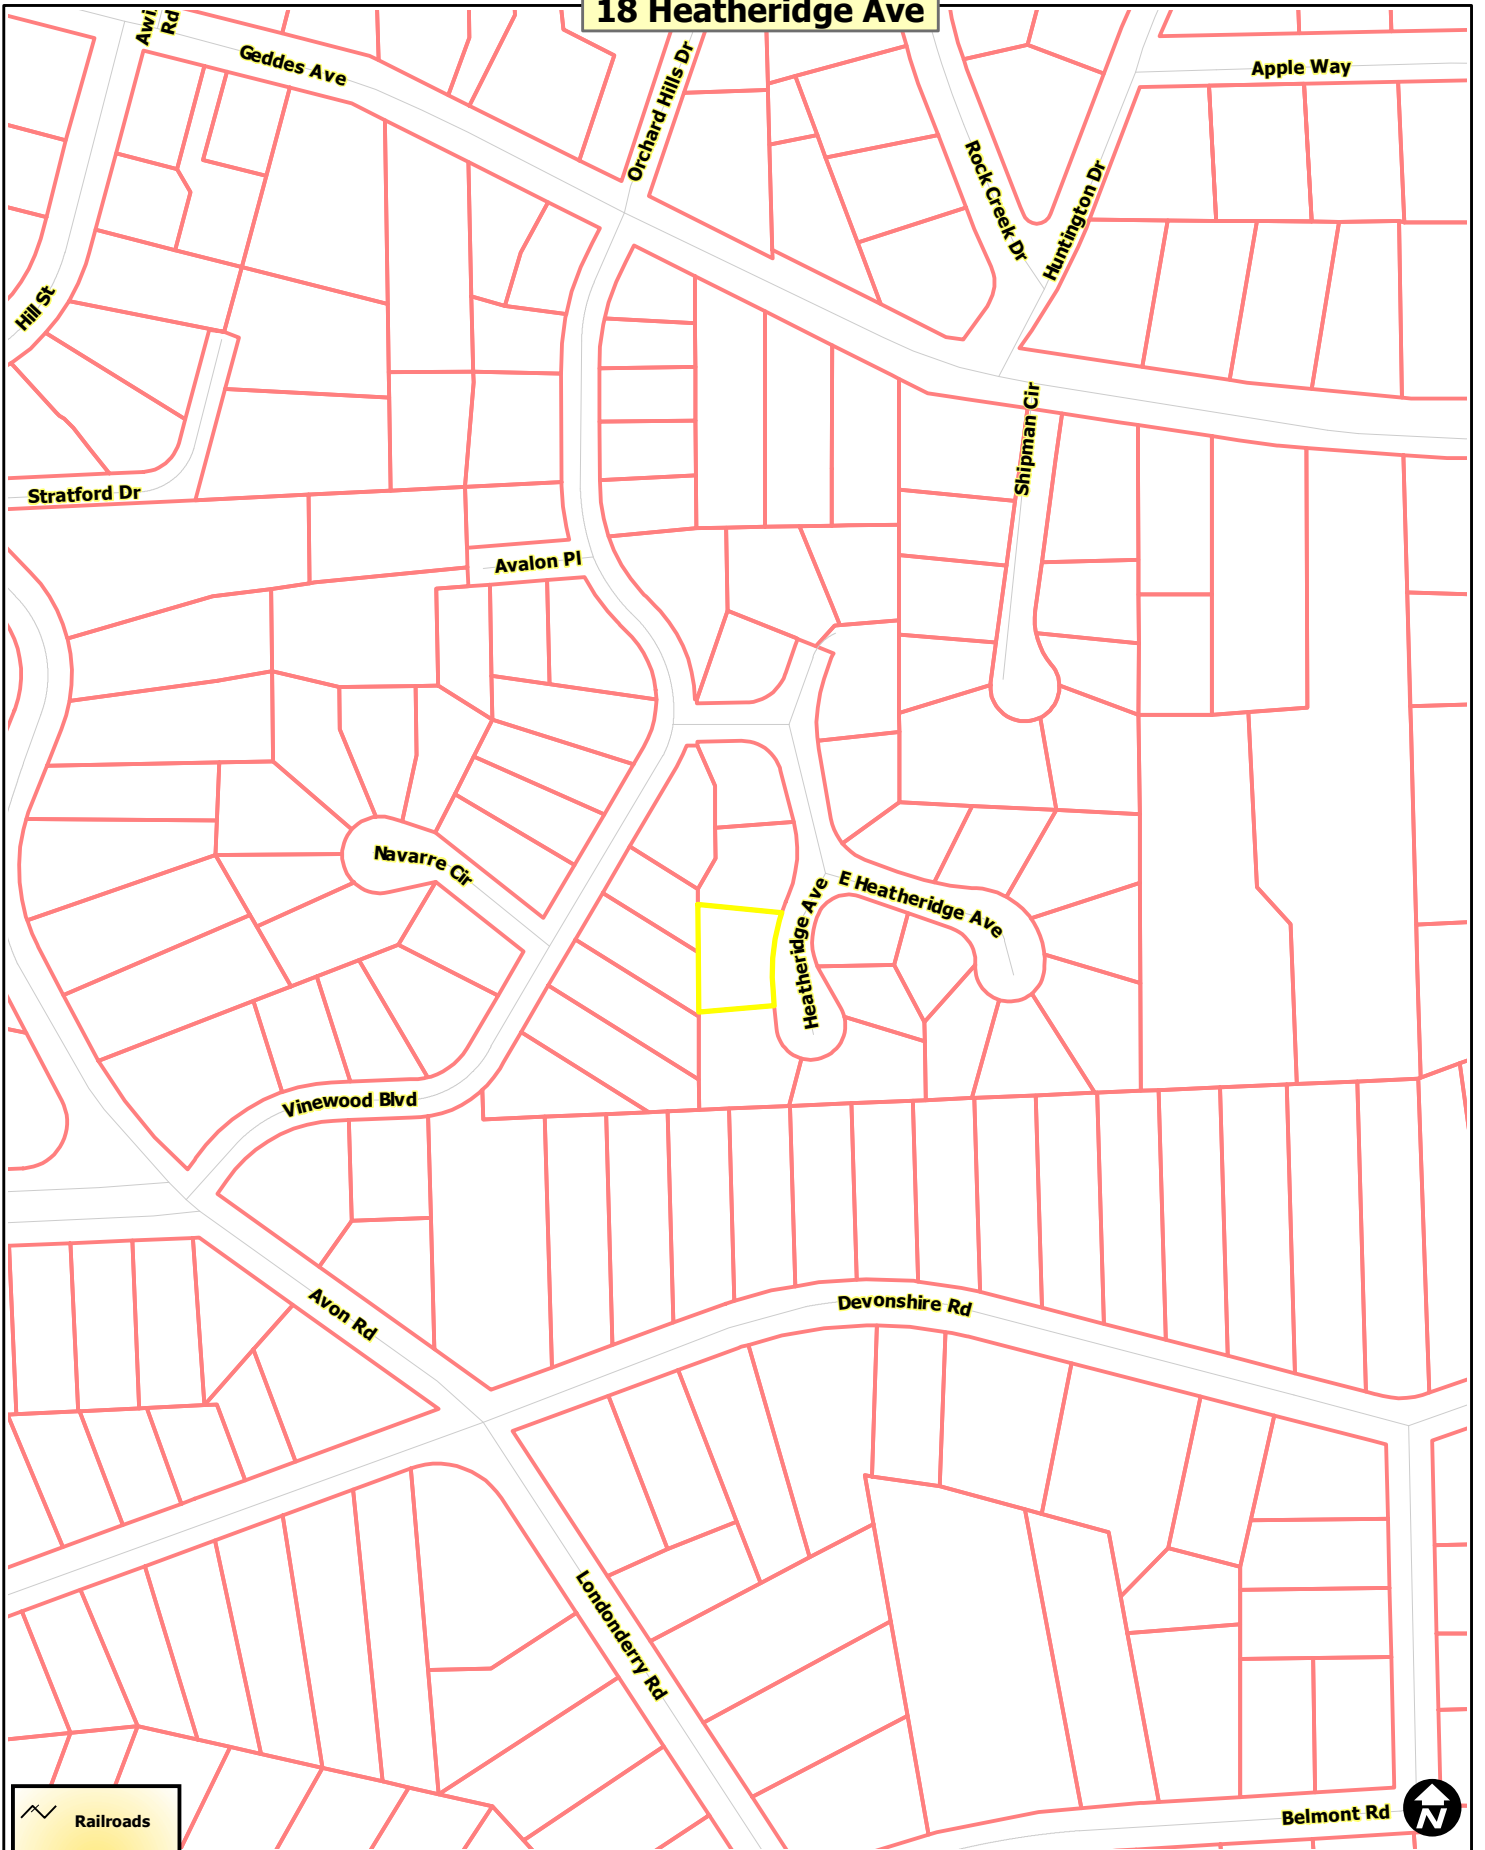 18 Heatheridge Ave
Rd
Geddes Ave
Orchard Hills Dr
Apple Way
Rock Creek Dr
Huntington Dr
Hill St
Shipman Cir
Stratford Dr
Avalon Pl
Navarre Cir
E Heatheridge Ave
Heatheridge Ave
Vinewood Blvd
Avon Rd
Devonshire Rd
Londonderry Rd
Belmont Rd
Railroads
N